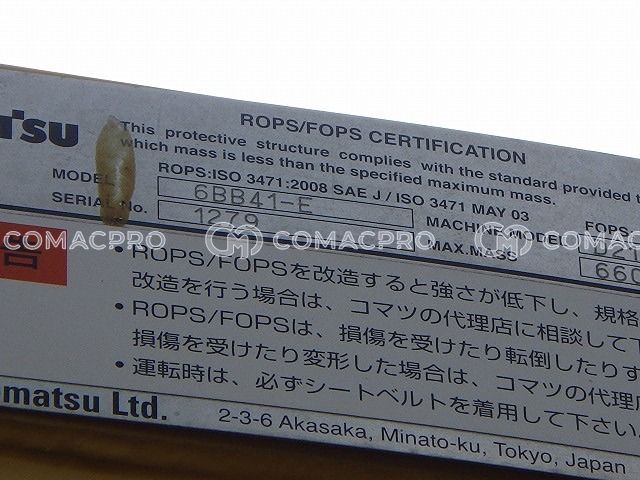 ROPS/FOPS CERTIFICATION
This protective structure complies with the standard provided
which mass is less than the specified maximum mass.
ROPS:ISO 3471:2008 SAE J / ISO 3471 MAY 03
FOPS
MODEL 6BB41-E
MACHINE MODEL
SERIAL No. 1279
MAX.MASS
COMACPRO COMACPRO COMACPRO
・ROPS/FOPSを改造すると強さが低下し、規格
改造を行う場合は、コマツの代理店に相談して下
・ROPS/FOPSは、損傷を受けたり転倒したりす
損傷を受けたり変形した場合は、コマツの代理店
・運転時は、必ずシートベルトを着用して下さい
omatsu Ltd. 2-3-6 Akasaka, Minato-ku, Tokyo, Japan